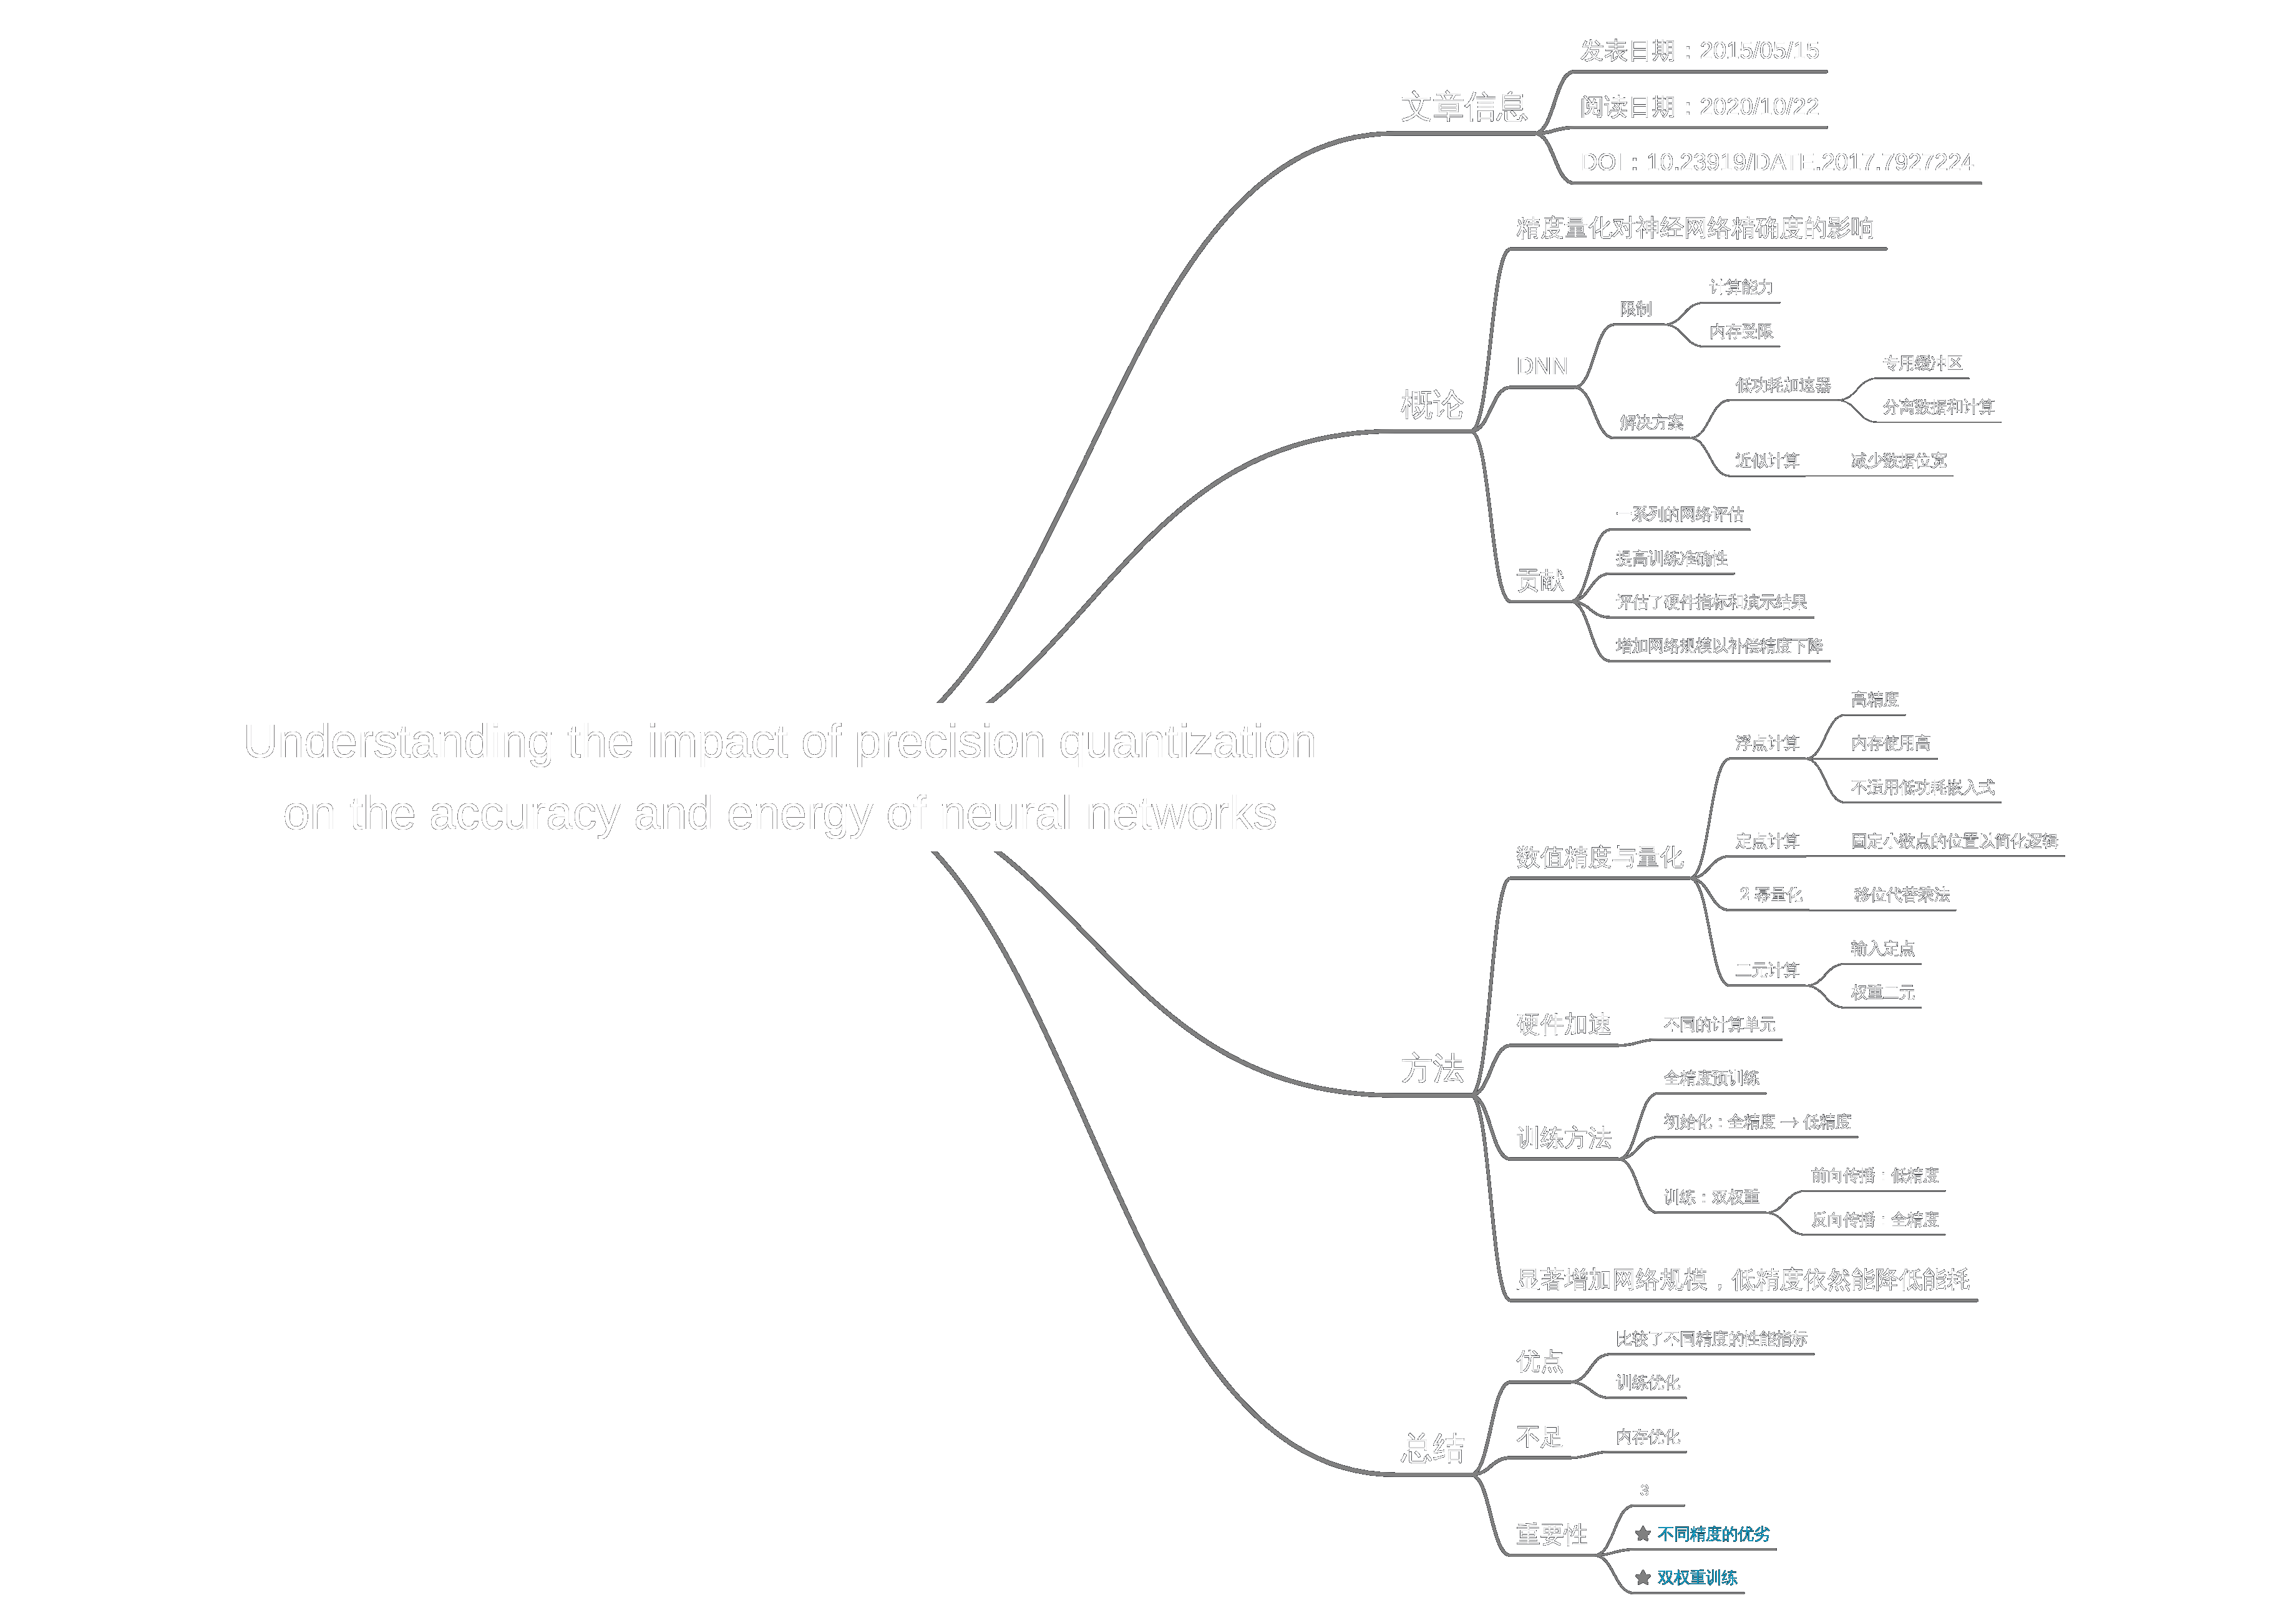 Understanding the impact of precision quantization
on the accuracy and energy of neural networks
文章信息
发表日期：2015/05/15
阅读日期：2020/10/22
DOI：10.23919/DATE.2017.7927224
概论
精度量化对神经网络精确度的影响
DNN
限制
计算能力
内存受限
解决方案
低功耗加速器
专用缓冲区
分离数据和计算
近似计算
减少数据位宽
贡献
一系列的网络评估
提高训练准确性
评估了硬件指标和演示结果
增加网络规模以补偿精度下降
方法
数值精度与量化
浮点计算
高精度
内存使用高
不适用低功耗嵌入式
定点计算
固定小数点的位置以简化逻辑
2 幂量化
移位代替乘法
二元计算
输入定点
权重二元
硬件加速
不同的计算单元
训练方法
全精度预训练
初始化：全精度 → 低精度
训练：双权重
前向传播：低精度
反向传播：全精度
显著增加网络规模，低精度依然能降低能耗
总结
优点
比较了不同精度的性能指标
训练优化
不足
内存优化
重要性
3
★ 不同精度的优劣
★ 双权重训练